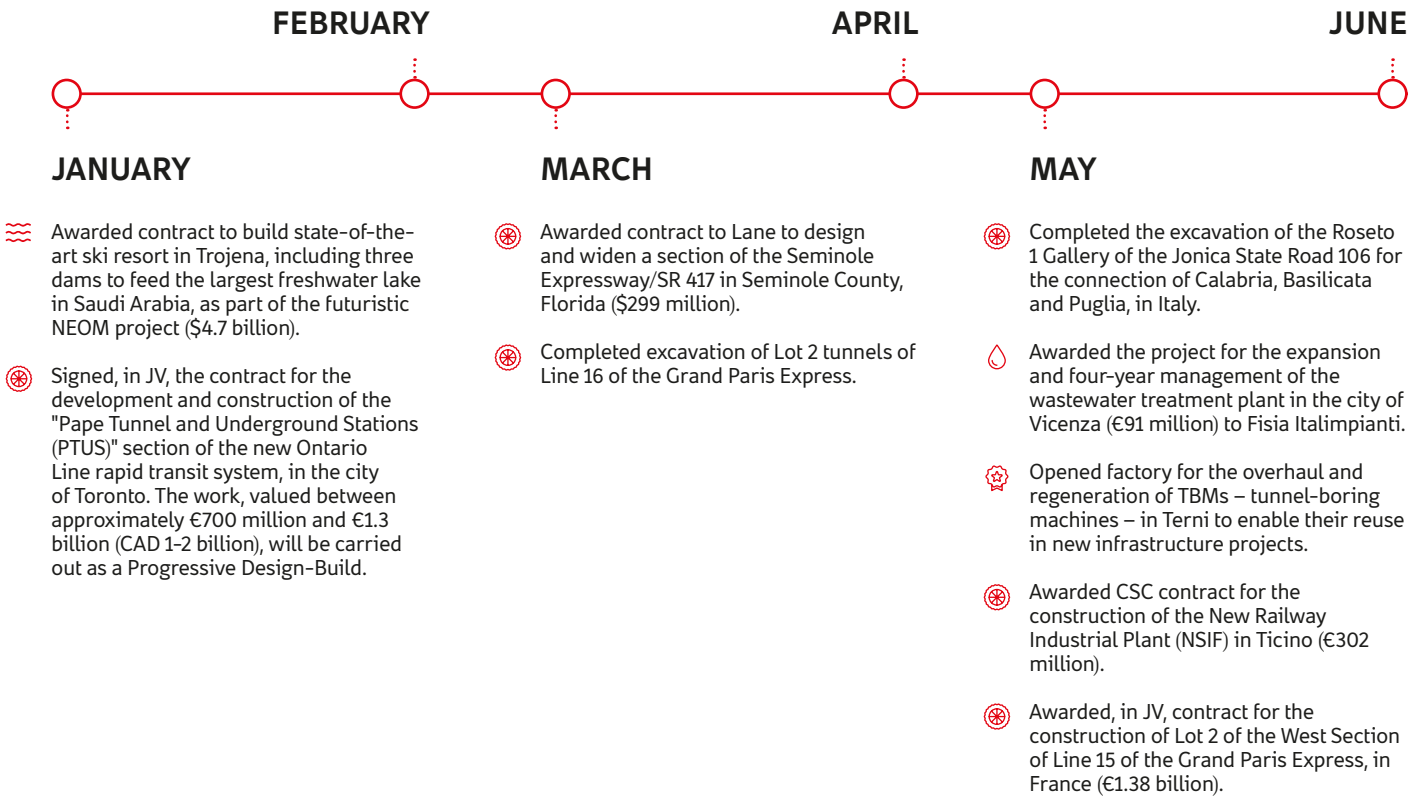 FEBRUARY
APRIL
JUNE
JANUARY
Awarded contract to build state-of-the-
art ski resort in Trojena, including three
dams to feed the largest freshwater lake
in Saudi Arabia, as part of the futuristic
NEOM project ($4.7 billion).
Signed, in JV, the contract for the
development and construction of the
"Pape Tunnel and Underground Stations
(PTUS)" section of the new Ontario
Line rapid transit system, in the city
of Toronto. The work, valued between
approximately €700 million and €1.3
billion (CAD 1-2 billion), will be carried
out as a Progressive Design-Build.
MARCH
Awarded contract to Lane to design
and widen a section of the Seminole
Expressway/SR 417 in Seminole County,
Florida ($299 million).
Completed excavation of Lot 2 tunnels of
Line 16 of the Grand Paris Express.
MAY
Completed the excavation of the Roseto
1 Gallery of the Jonica State Road 106 for
the connection of Calabria, Basilicata
and Puglia, in Italy.
Awarded the project for the expansion
and four-year management of the
wastewater treatment plant in the city of
Vicenza (€91 million) to Fisia Italimpianti.
Opened factory for the overhaul and
regeneration of TBMs – tunnel-boring
machines – in Terni to enable their reuse
in new infrastructure projects.
Awarded CSC contract for the
construction of the New Railway
Industrial Plant (NSIF) in Ticino (€302
million).
Awarded, in JV, contract for the
construction of Lot 2 of the West Section
of Line 15 of the Grand Paris Express, in
France (€1.38 billion).